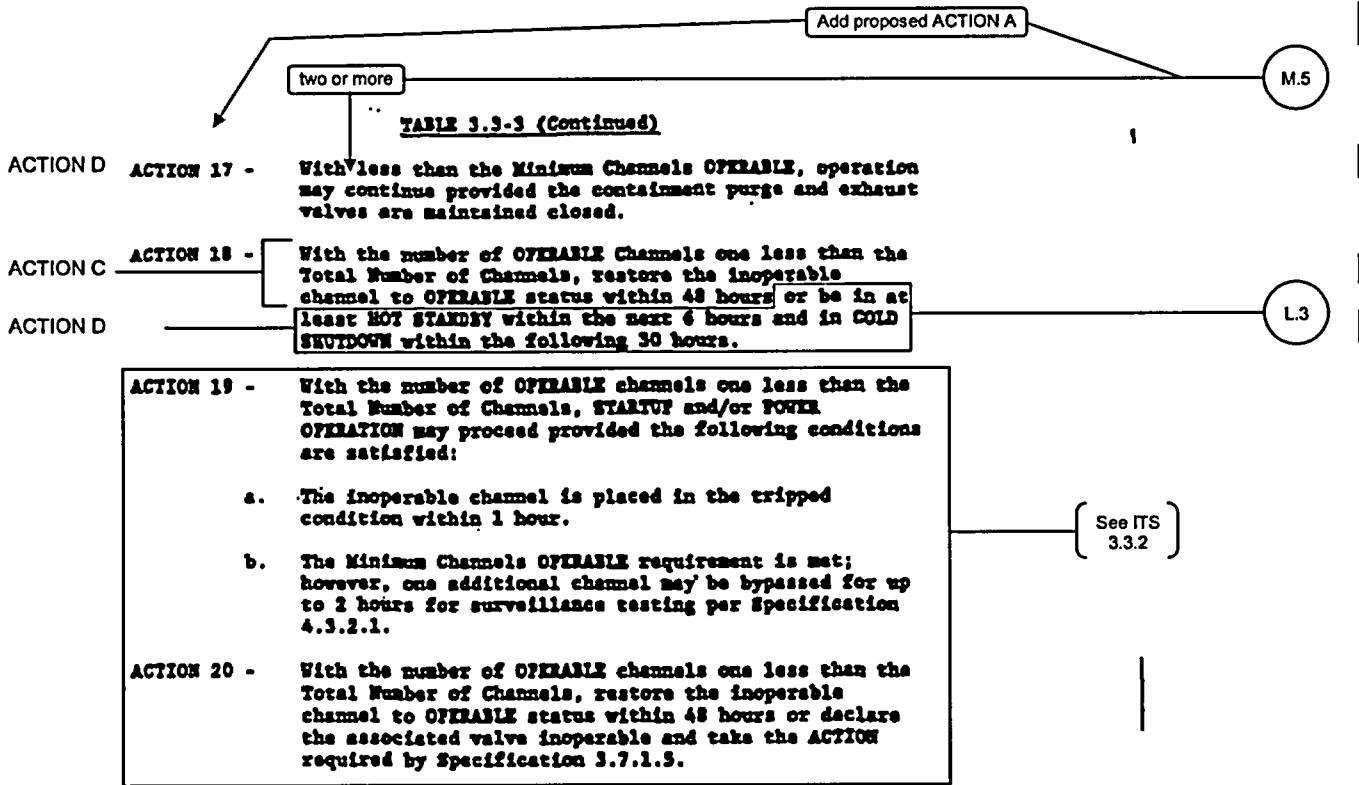 Add proposed ACTION A
two or more
M.5
TABLE 3.3-3 (Continued)
ACTION D ACTION 17 - With less than the Minimum Channels OPERABLE, operation
may continue provided the containment purge and exhaust
valves are maintained closed.
ACTION 18 - With the number of OPERABLE Channels one less than the
ACTION C Total Number of Channels, restore the inoperable
channel to OPERABLE status within 48 hours or be in at
ACTION D least HOT STANDBY within the next 6 hours and in COLD
SHUTDOWN within the following 30 hours.
L.3
ACTION 19 - With the number of OPERABLE channels one less than the
Total Number of Channels, STARTUP and/or POWER
OPERATION may proceed provided the following conditions
are satisfied:
a. The inoperable channel is placed in the tripped
condition within 1 hour.
See ITS
3.3.2
b. The Minimum Channels OPERABLE requirement is met;
however, one additional channel may be bypassed for up
to 2 hours for surveillance testing per Specification
4.3.2.1.
ACTION 20 - With the number of OPERABLE channels one less than the
Total Number of Channels, restore the inoperable
channel to OPERABLE status within 48 hours or declare
the associated valve inoperable and take the ACTION
required by Specification 3.7.1.5.